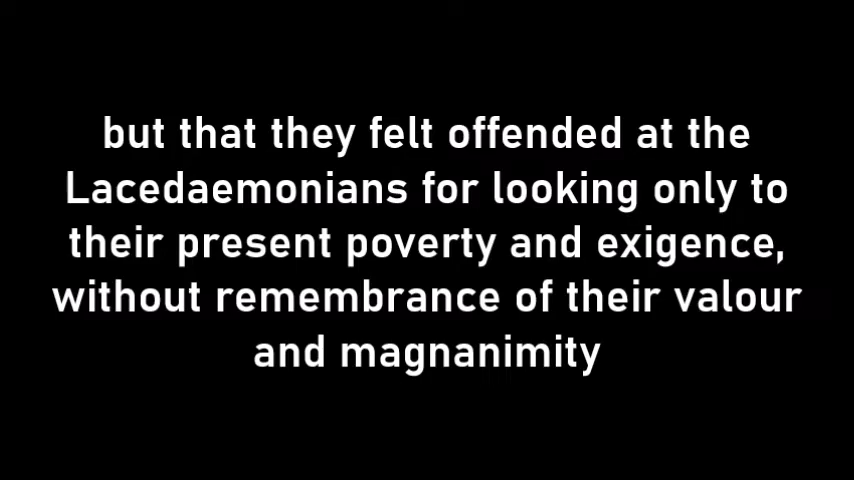 but that they felt offended at the
Lacedaemonians for looking only to
their present poverty and exigence,
without remembrance of their valour
and magnanimity